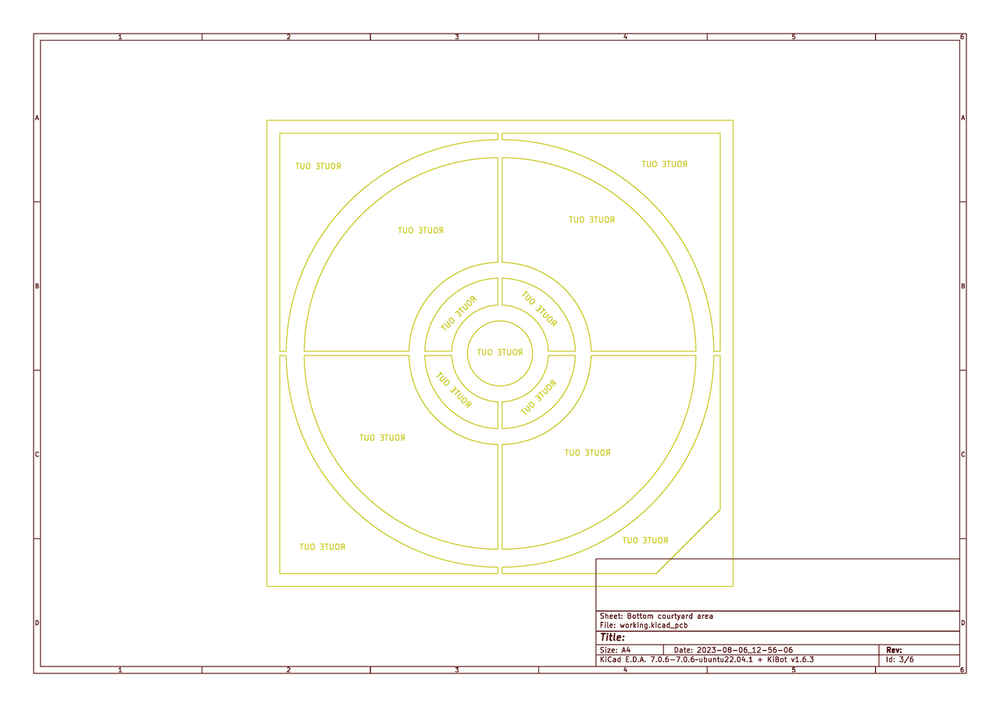 1 2 3 4 5 6
A A
ROUTE OUT ROUTE OUT
ROUTE OUT ROUTE OUT
B B
ROUTE OUT ROUTE OUT
ROUTE OUT
ROUTE OUT ROUTE OUT
ROUTE OUT ROUTE OUT
C C
ROUTE OUT ROUTE OUT
D D
Sheet: Bottom courtyard area
File: working.kicad_pcb
Title:
Size: A4 Date: 2023-08-06_12-56-06 Rev:
KiCad E.D.A. 7.0.6-7.0.6-ubuntu22.04.1 + KiBot v1.6.3 Id: 3/6
1 2 3 4 5 6